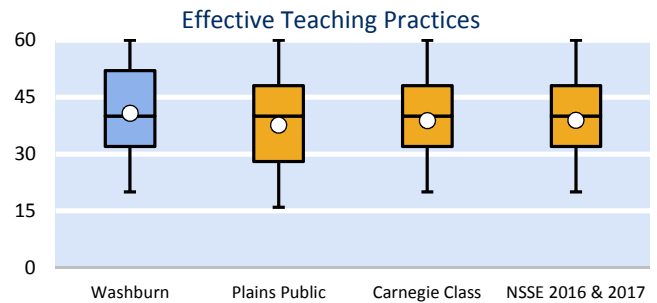 Effective Teaching Practices
60
45
30
15
0
Washburn Plains Public Carnegie Class NSSE 2016 & 2017